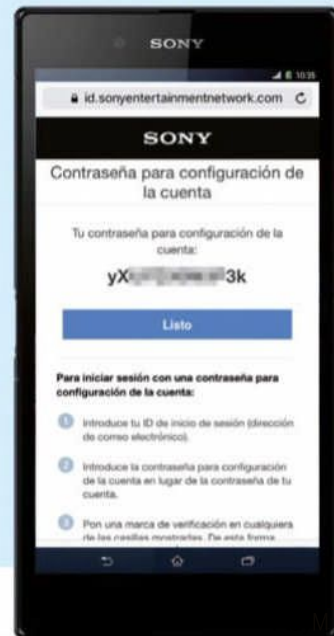 SONY
10:35
id.sonyentertainmentnetwork.com
SONY
Contraseña para configuración de
la cuenta
Tu contraseña para configuración de la
cuenta:
yX 3k
Listo
Para iniciar sesión con una contraseña para
configuración de la cuenta:
1 Introduce tu ID de inicio de sesión (dirección
de correo electrónico).
2 Introduce la contraseña para configuración
de la cuenta en lugar de la contraseña de tu
cuenta.
3 Pon una marca de verificación en cualquiera
de las casillas mostradas. De esta forma